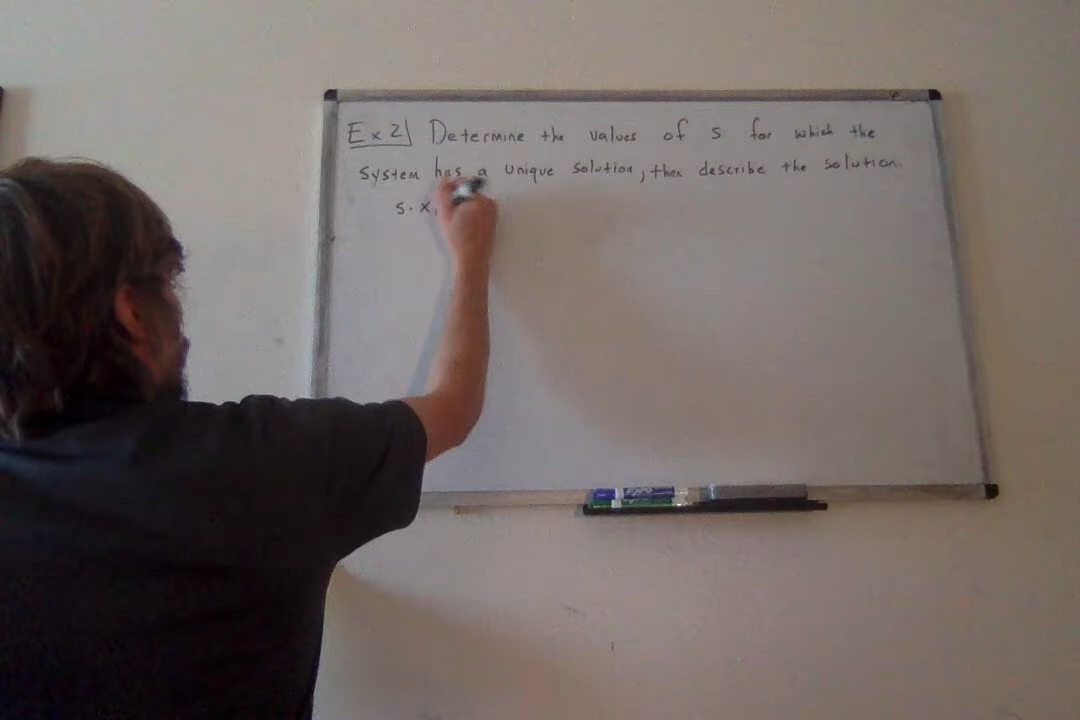 Ex 2| Determine the values of s for which the
system has a unique solution, then describe the solution.
s. x,